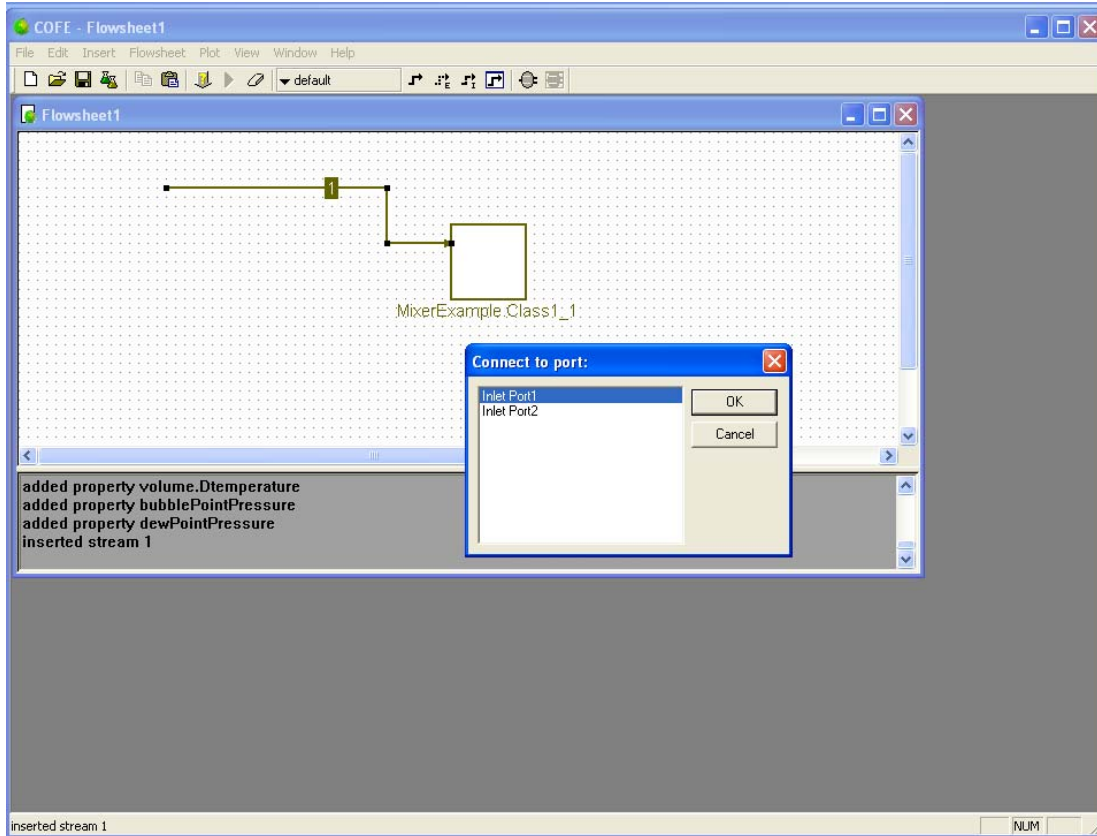 COFE - Flowsheet1
File Edit Insert Flowsheet Plot View Window Help
default
Flowsheet1
1
MixerExample.Class1_1
Connect to port:
Inlet Port1
Inlet Port2
OK
Cancel
added property volume.Dtemperature
added property bubblePointPressure
added property dewPointPressure
inserted stream 1
inserted stream 1
NUM